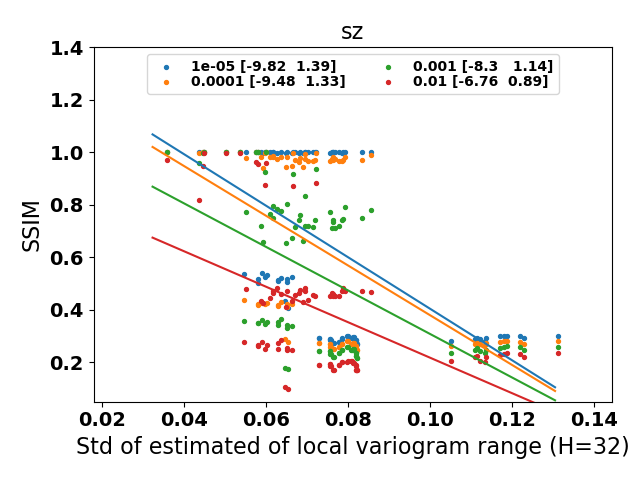 sz
1e-05 [-9.82 1.39] 0.001 [-8.3 1.14]
0.0001 [-9.48 1.33] 0.01 [-6.76 0.89]
1.4
1.2
1.0
0.8
0.6
0.4
0.2
SSIM
0.02 0.04 0.06 0.08 0.10 0.12 0.14
Std of estimated of local variogram range (H=32)